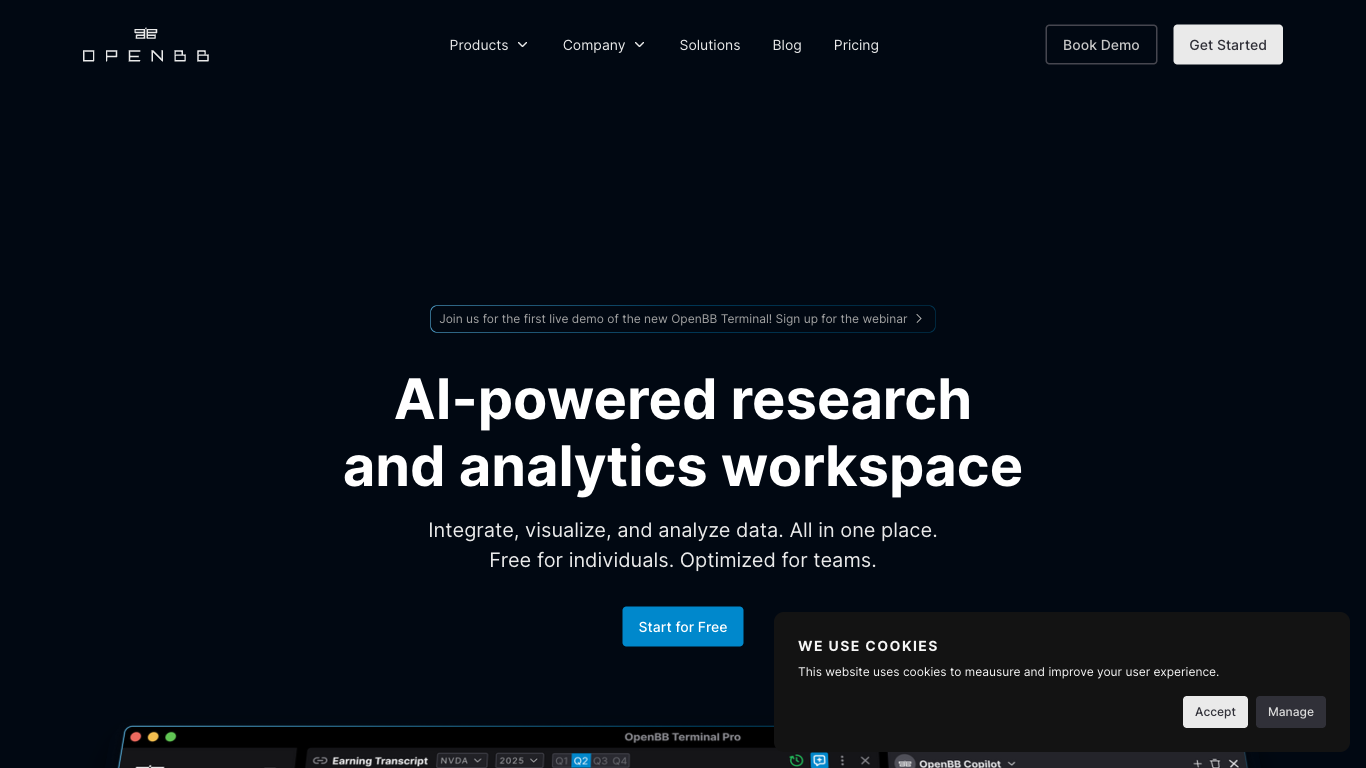 OPENBB
Products
Company
Solutions
Blog
Pricing
Book Demo
Get Started
Join us for the first live demo of the new OpenBB Terminal! Sign up for the webinar
AI-powered research
and analytics workspace
Integrate, visualize, and analyze data. All in one place.
Free for individuals. Optimized for teams.
Start for Free
WE USE COOKIES
This website uses cookies to meausure and improve your user experience.
Accept
Manage
OpenBB Terminal Pro
Earning Transcript
NVDA
2025
Q1 Q2 Q3 Q4
OpenBB Copilot